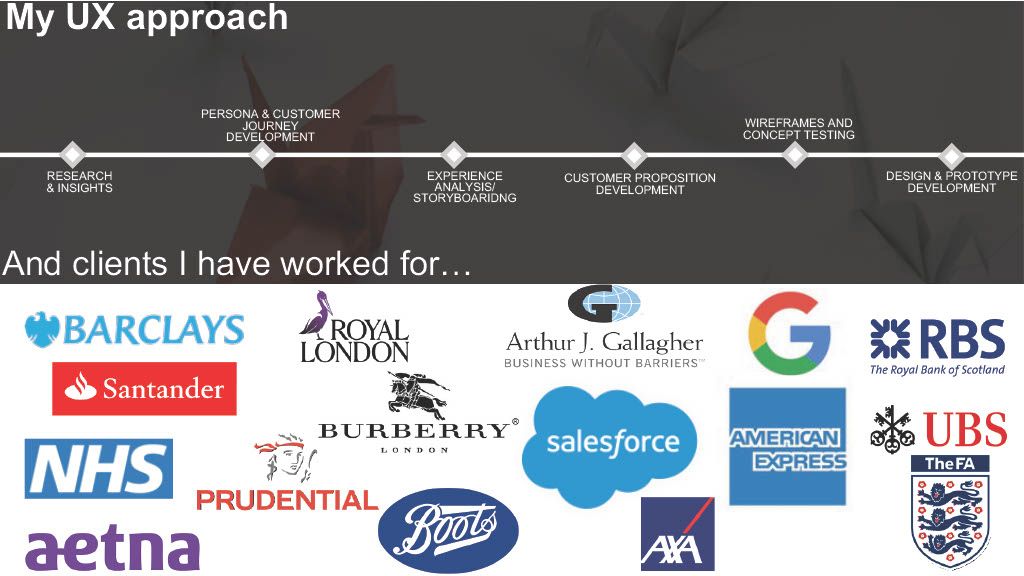 My UX approach
PERSONA & CUSTOMER
JOURNEY
DEVELOPMENT
WIREFRAMES AND
CONCEPT TESTING
RESEARCH
& INSIGHTS
EXPERIENCE
ANALYSIS/
STORYBOARIDNG
CUSTOMER PROPOSITION
DEVELOPMENT
DESIGN & PROTOTYPE
DEVELOPMENT
And clients I have worked for…
BARCLAYS
ROYAL
LONDON
G
Arthur J. Gallagher
BUSINESS WITHOUT BARRIERS™
G
RBS
The Royal Bank of Scotland
Santander
BURBERRY®
LONDON
salesforce
AMERICAN
EXPRESS
UBS
NHS
PRUDENTIAL
Boots
AXA
The FA
aetna